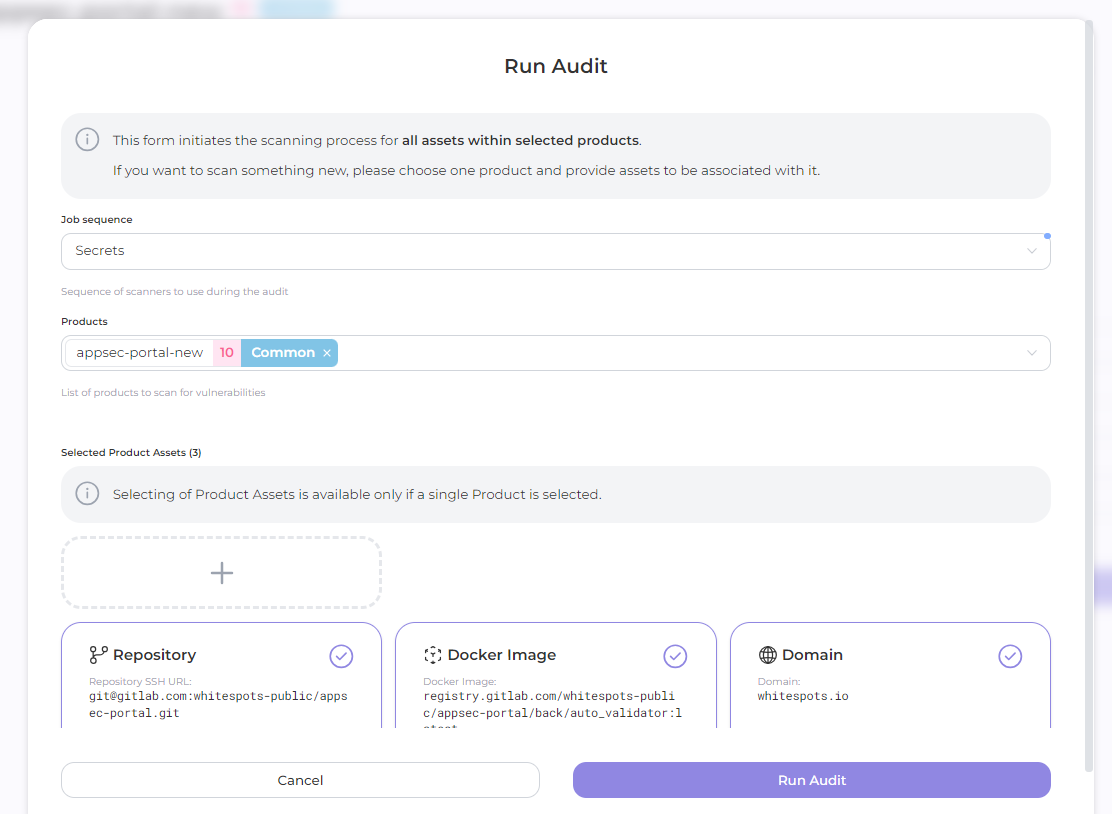 Run Audit
This form initiates the scanning process for all assets within selected products.
If you want to scan something new, please choose one product and provide assets to be associated with it.
Job sequence
Secrets
Sequence of scanners to use during the audit
Products
appsec-portal-new 10 Common ×
List of products to scan for vulnerabilities
Selected Product Assets (3)
Selecting of Product Assets is available only if a single Product is selected.
Repository
Repository SSH URL:
git@gitlab.com:whitespots-public/apps
ec-portal.git
Docker Image
Docker Image:
registry.gitlab.com/whitespots-publi
c/appsec-portal/back/auto_validator:l
Domain
Domain:
whitespots.io
Cancel
Run Audit